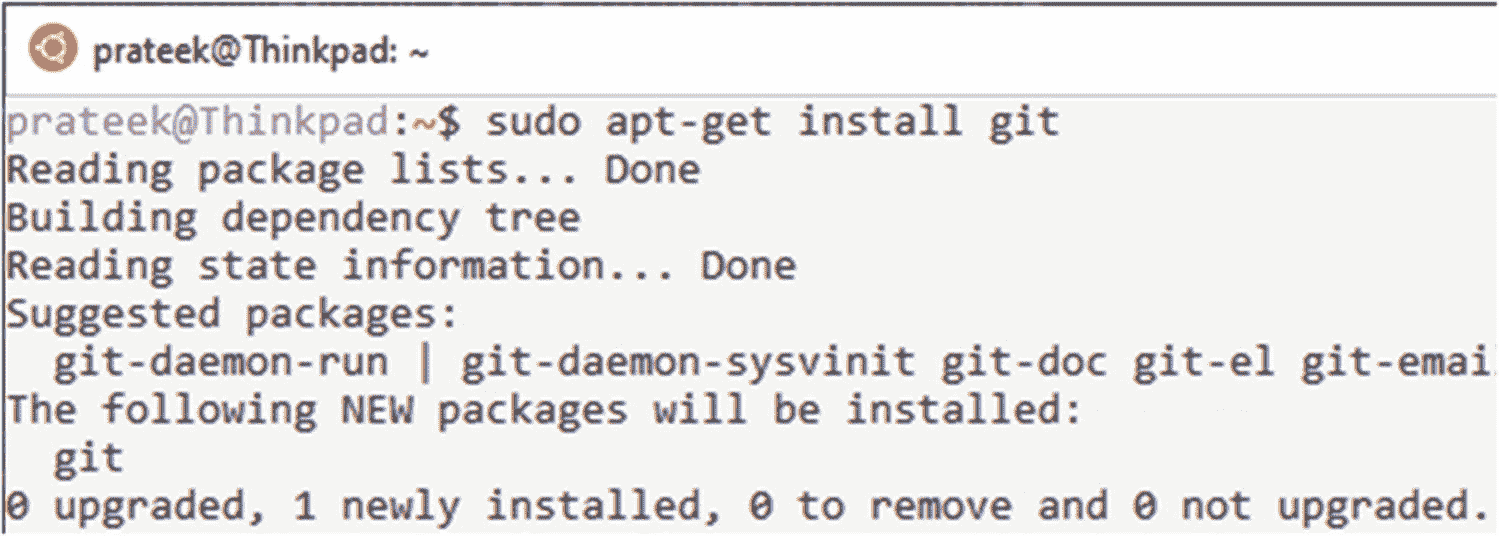 prateek@Thinkpad: ~
prateek@Thinkpad:~$ sudo apt-get install git
Reading package lists... Done
Building dependency tree
Reading state information... Done
Suggested packages:
  git-daemon-run | git-daemon-sysvinit git-doc git-el git-emai
The following NEW packages will be installed:
  git
0 upgraded, 1 newly installed, 0 to remove and 0 not upgraded.